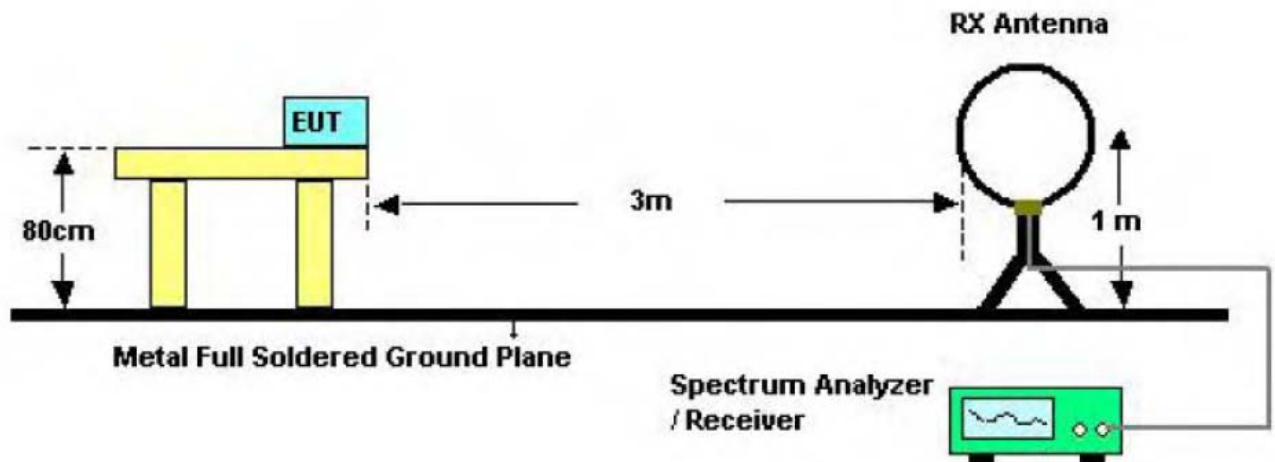 RX Antenna
EUT
80cm
3m
1 m
Metal Full Soldered Ground Plane
Spectrum Analyzer
/ Receiver